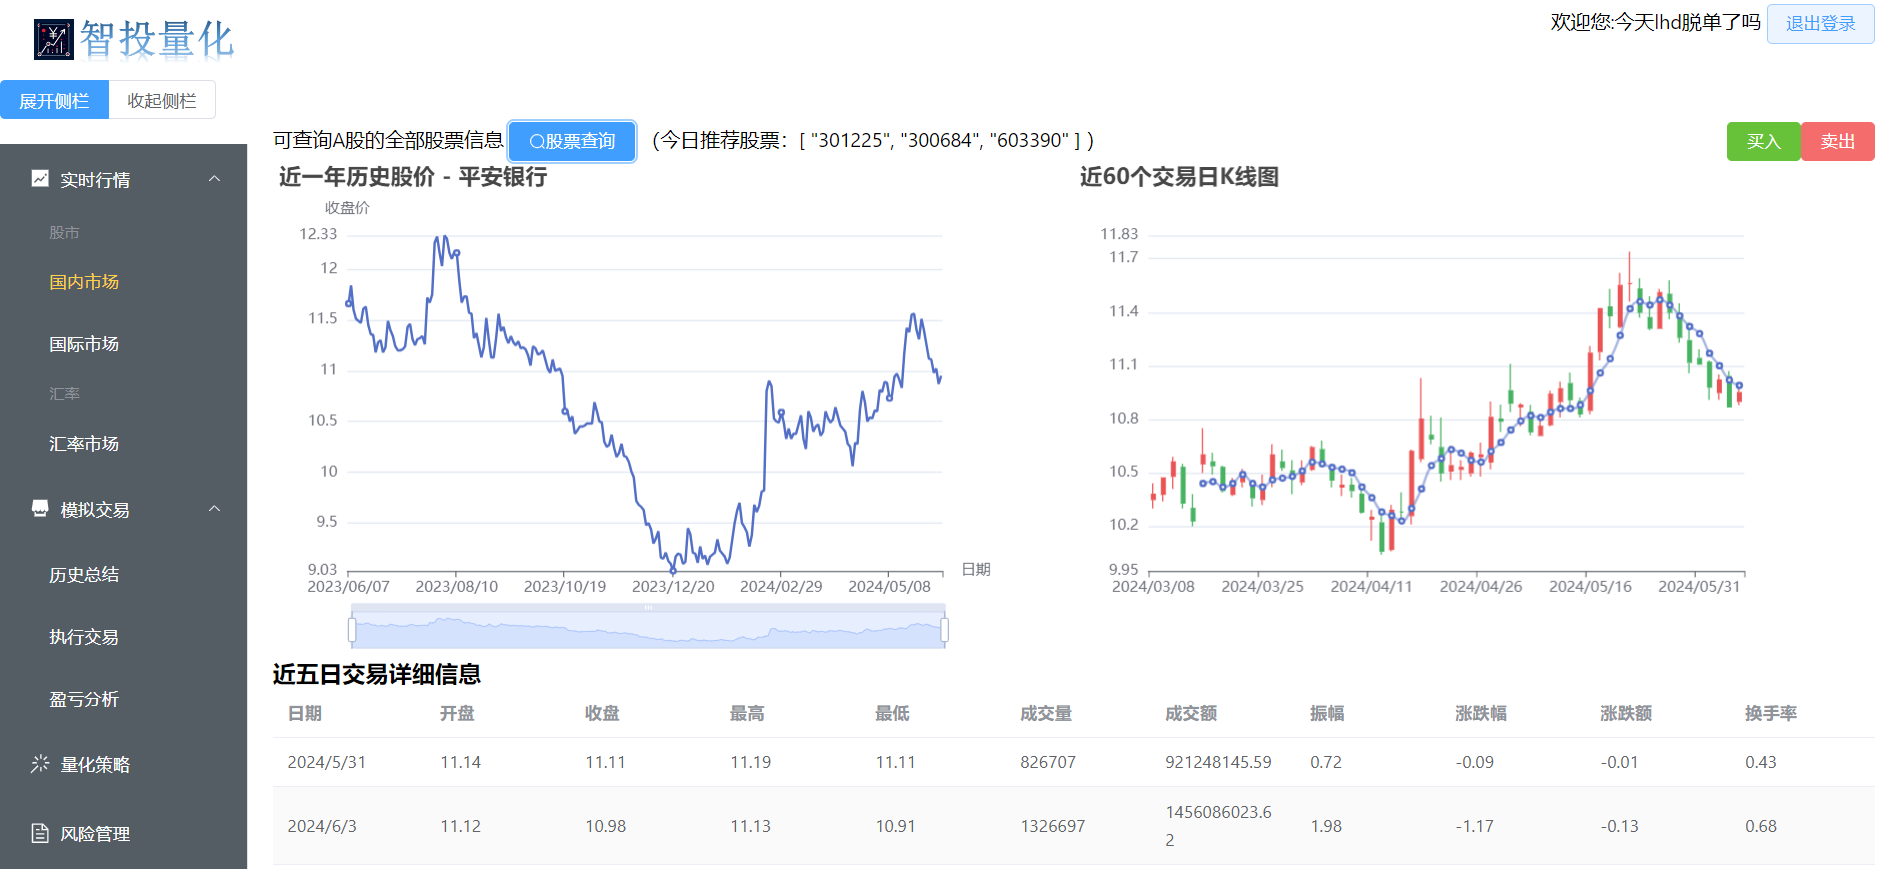 智投量化
欢迎您:今天lhd脱单了吗 退出登录
展开侧栏 收起侧栏
可查询A股的全部股票信息 股票查询 (今日推荐股票：[ "301225", "300684", "603390" ] )
买入 卖出
实时行情
股市
国内市场
国际市场
汇率
汇率市场
模拟交易
历史总结
执行交易
盈亏分析
量化策略
风险管理
近一年历史股价 - 平安银行
收盘价
12.33
12
11.5
11
10.5
10
9.5
9.03
日期
2023/06/07 2023/08/10 2023/10/19 2023/12/20 2024/02/29 2024/05/08
近60个交易日K线图
11.83
11.7
11.4
11.1
10.8
10.5
10.2
9.95
2024/03/08 2024/03/25 2024/04/11 2024/04/26 2024/05/16 2024/05/31
近五日交易详细信息
日期 开盘 收盘 最高 最低 成交量 成交额 振幅 涨跌幅 涨跌额 换手率
2024/5/31 11.14 11.11 11.19 11.11 826707 921248145.59 0.72 -0.09 -0.01 0.43
2024/6/3 11.12 10.98 11.13 10.91 1326697 1456086023.6 1.98 -1.17 -0.13 0.68
2